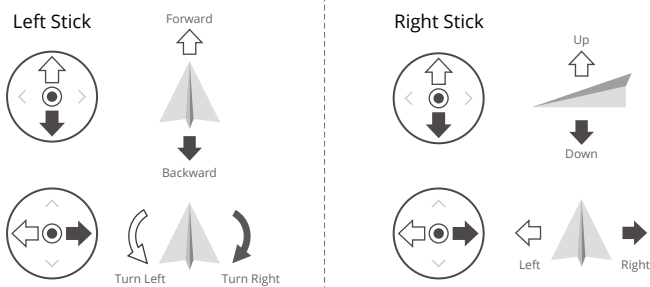 Left Stick
Forward
Backward
Turn Left
Turn Right
Right Stick
Up
Down
Left
Right